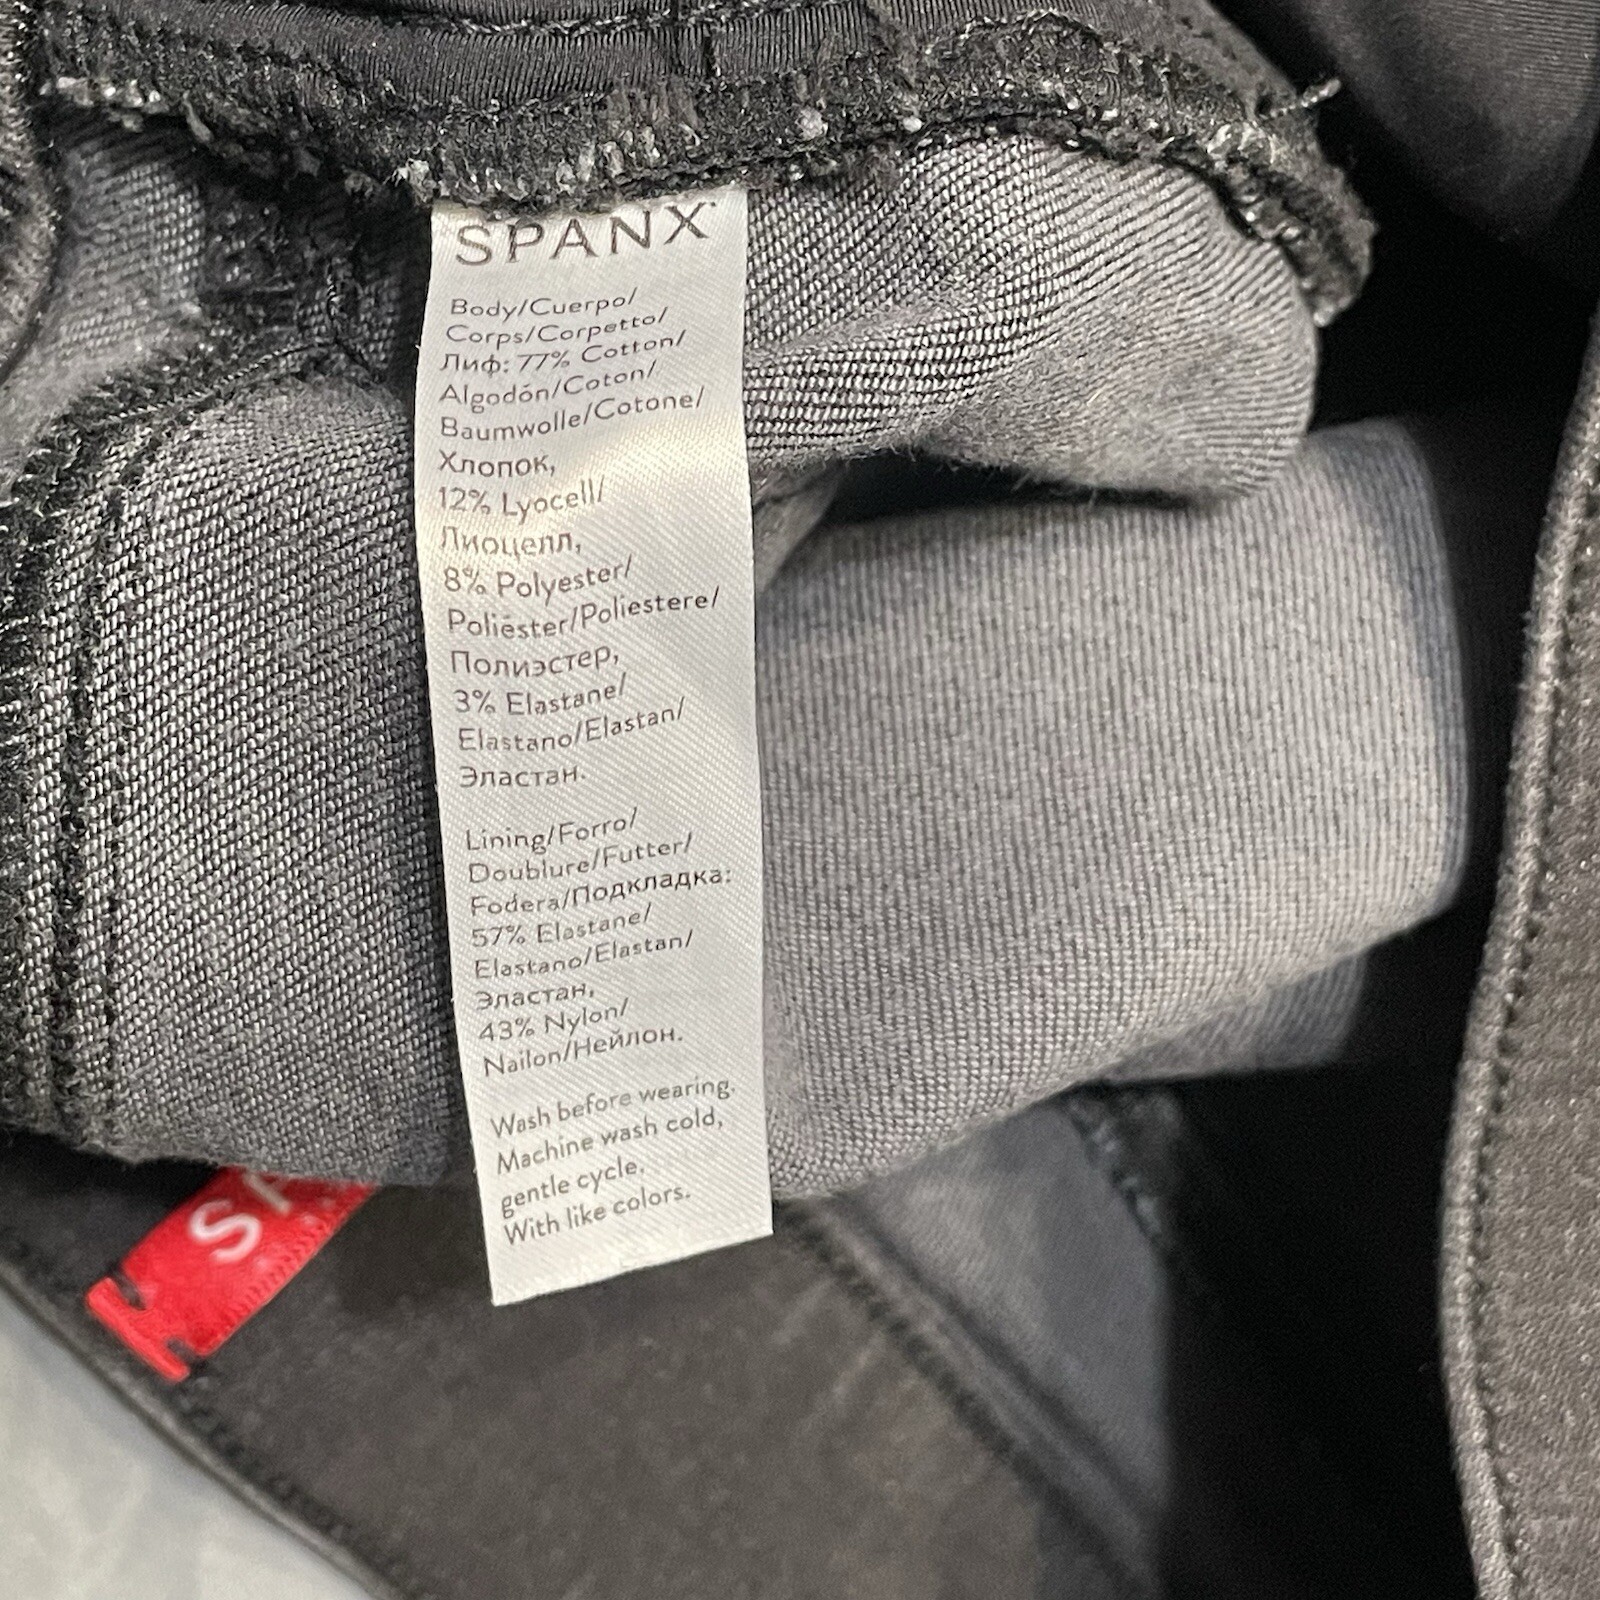 SPANX
Body/Cuerpo/
Corps/Corpetto/
Лиф: 77% Cotton/
Algodón/Coton/
Baumwolle/Cotone/
Хлопок,
12% Lyocell/
Лиоцелл,
8% Polyester/
Poliéster/Poliestere/
Полиэстер,
3% Elastane/
Elastano/Elastan/
Эластан.
Lining/Forro/
Doublure/Futter/
Fodera/Подкладка:
57% Elastane/
Elastano/Elastan/
Эластан,
43% Nylon/
Nailon/Нейлон.
Wash before wearing.
Machine wash cold,
gentle cycle.
With like colors.